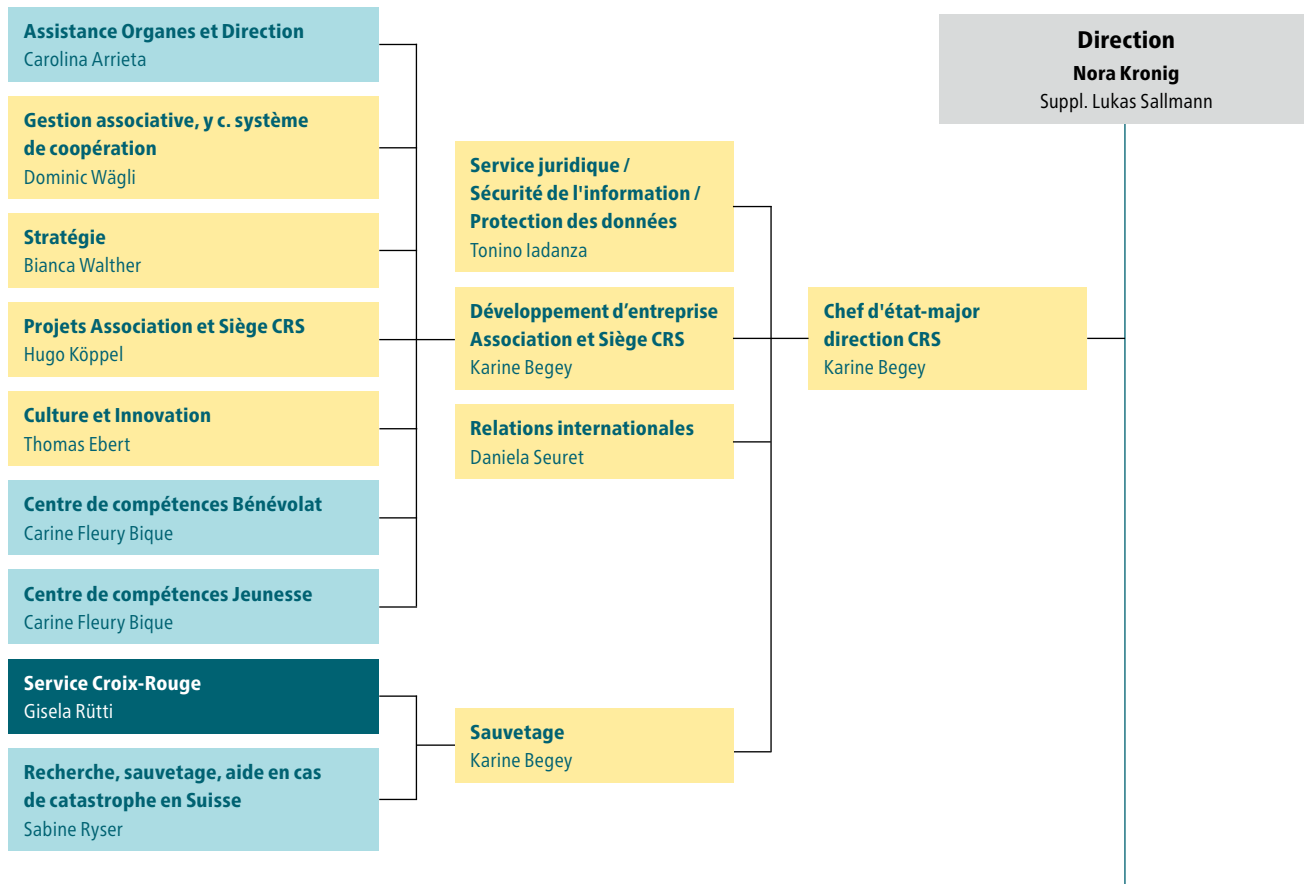 Assistance Organes et Direction
Carolina Arrieta
Gestion associative, y c. système
de coopération
Dominic Wägli
Stratégie
Bianca Walther
Projets Association et Siège CRS
Hugo Köppel
Culture et Innovation
Thomas Ebert
Centre de compétences Bénévolat
Carine Fleury Bique
Centre de compétences Jeunesse
Carine Fleury Bique
Service Croix-Rouge
Gisela Rütti
Recherche, sauvetage, aide en cas
de catastrophe en Suisse
Sabine Ryser
Service juridique /
Sécurité de l'information /
Protection des données
Tonino Iadanza
Développement d’entreprise
Association et Siège CRS
Karine Begey
Relations internationales
Daniela Seuret
Sauvetage
Karine Begey
Chef d'état-major
direction CRS
Karine Begey
Direction
Nora Kronig
Suppl. Lukas Sallmann